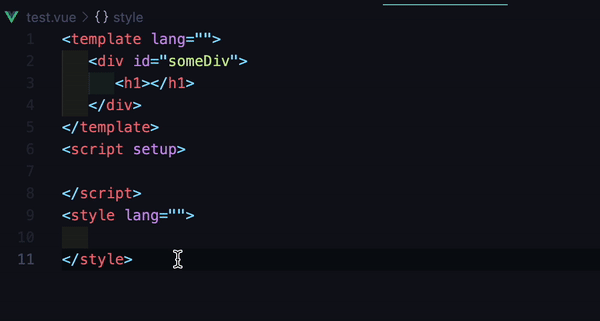 test.vue > {} style
1 <template lang="">
2 <div id="someDiv">
3 <h1></h1>
4 </div>
5 </template>
6 <script setup>
7
8 </script>
9 <style lang="">
10
11 </style>